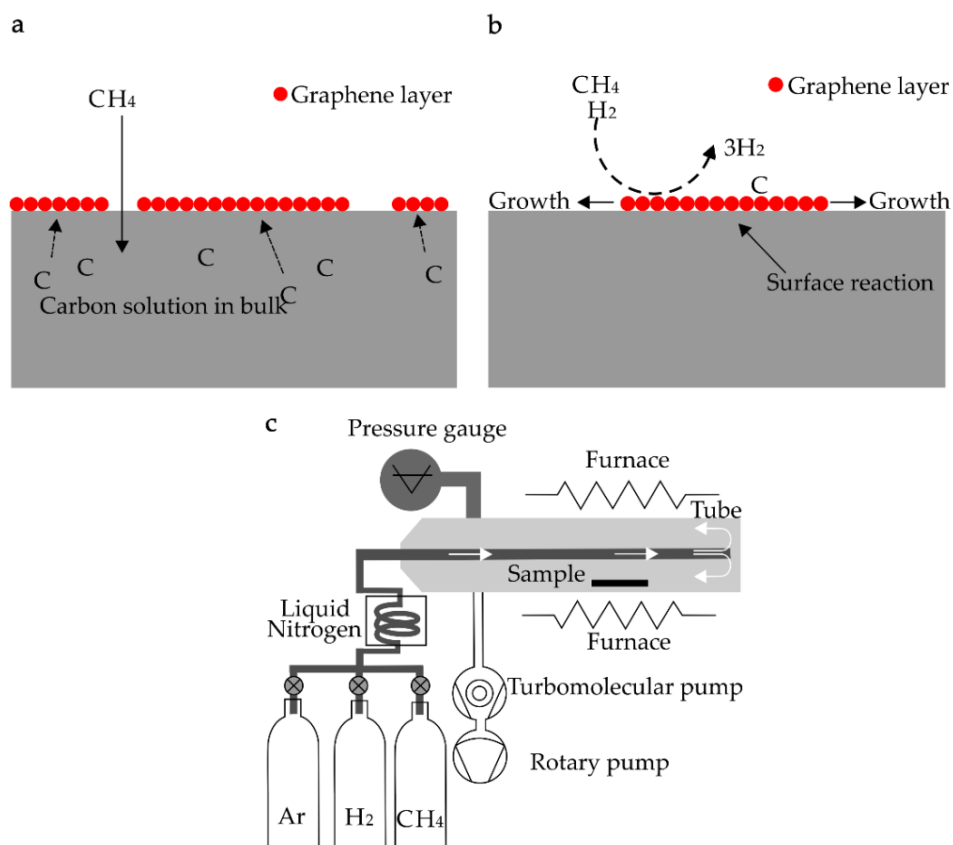 a
CH₄
Graphene layer
C
C
C
C
C
C
Carbon solution in bulk
b
CH₄
H₂
Graphene layer
3H₂
C
Growth
Growth
Surface reaction
c
Pressure gauge
Furnace
Tube
Sample
Liquid
Nitrogen
Furnace
Turbomolecular pump
Rotary pump
Ar
H₂
CH₄